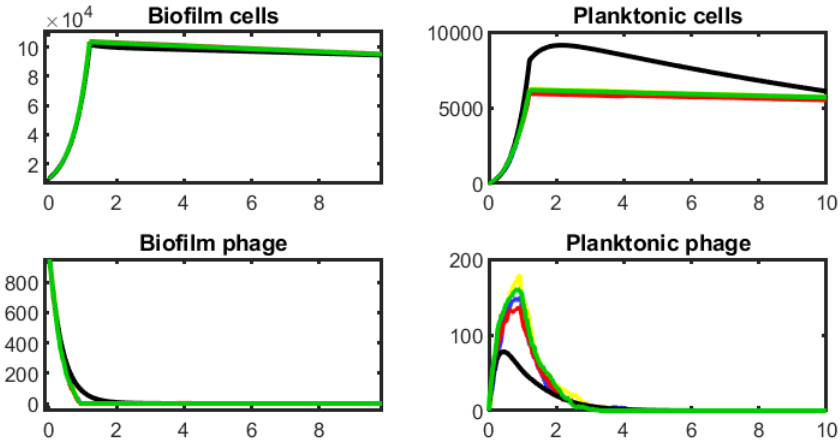 Biofilm cells
×10⁴
10
8
6
4
2
0 2 4 6 8
Planktonic cells
10000
5000
0
0 2 4 6 8 10
Biofilm phage
800
600
400
200
0
0 2 4 6 8
Planktonic phage
200
100
0
0 2 4 6 8 10